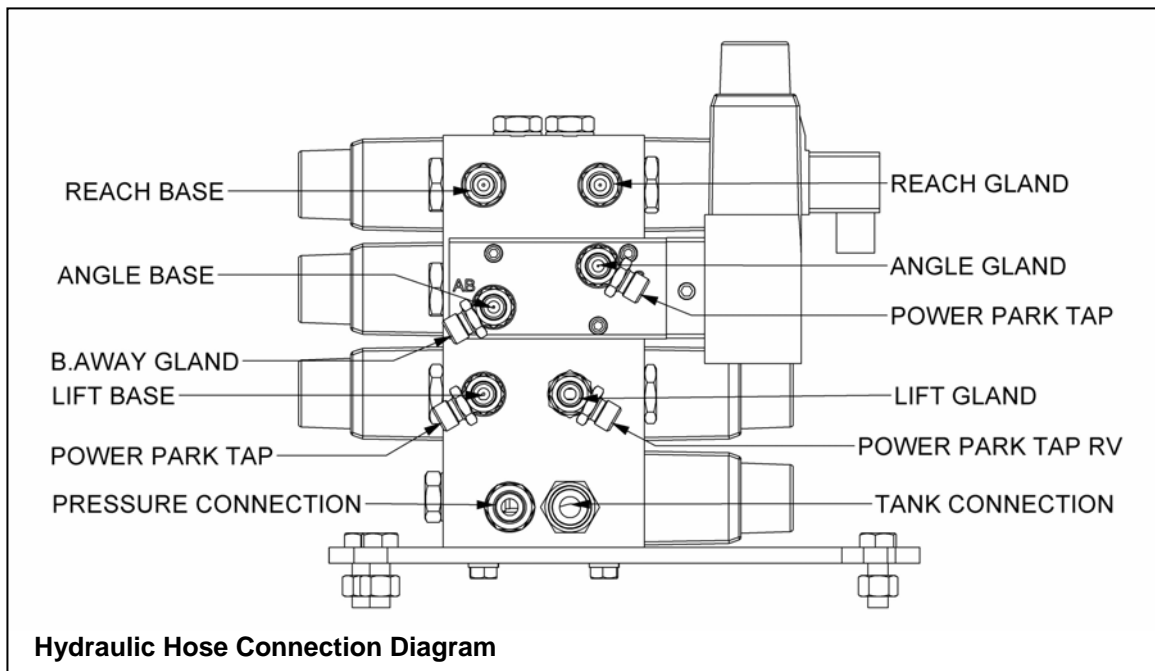 REACH BASE
REACH GLAND
ANGLE BASE
ANGLE GLAND
AB
POWER PARK TAP
B.AWAY GLAND
LIFT BASE
LIFT GLAND
POWER PARK TAP
POWER PARK TAP RV
PRESSURE CONNECTION
TANK CONNECTION
Hydraulic Hose Connection Diagram